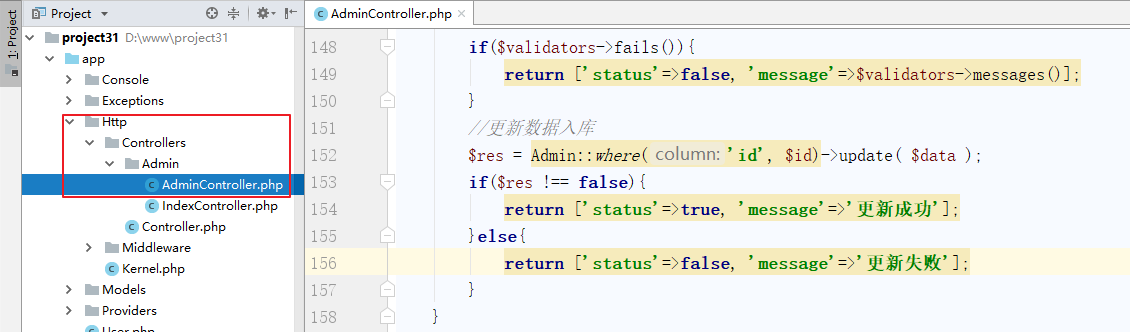 1: Project
Project
AdminController.php
project31 D:\www\project31
app
Console
Exceptions
Http
Controllers
Admin
AdminController.php
IndexController.php
Controller.php
Middleware
Kernel.php
Models
Providers
User.php
148 if($validators->fails()){
149 return ['status'=>false, 'message'=>$validators->messages()];
150 }
151 //更新数据入库
152 $res = Admin::where( column: 'id', $id)->update( $data );
153 if($res !== false){
154 return ['status'=>true, 'message'=>'更新成功'];
155 }else{
156 return ['status'=>false, 'message'=>'更新失败'];
157 }
158 }